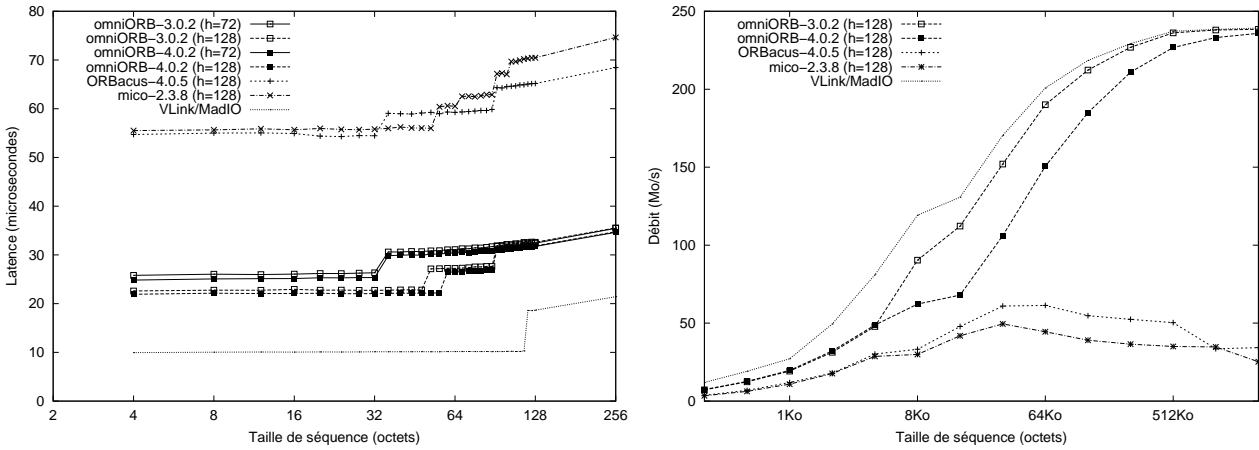 80
70
60
50
40
30
20
10
0
2
4
8
16
32
64
128
256
Latence (microsecondes)
Taille de séquence (octets)
omniORB−3.0.2 (h=72)
omniORB−3.0.2 (h=128)
omniORB−4.0.2 (h=72)
omniORB−4.0.2 (h=128)
ORBacus−4.0.5 (h=128)
mico−2.3.8 (h=128)
VLink/MadIO
250
200
150
100
50
0
1Ko
8Ko
64Ko
512Ko
Débit (Mo/s)
Taille de séquence (octets)
omniORB−3.0.2 (h=128)
omniORB−4.0.2 (h=128)
ORBacus−4.0.5 (h=128)
mico−2.3.8 (h=128)
VLink/MadIO